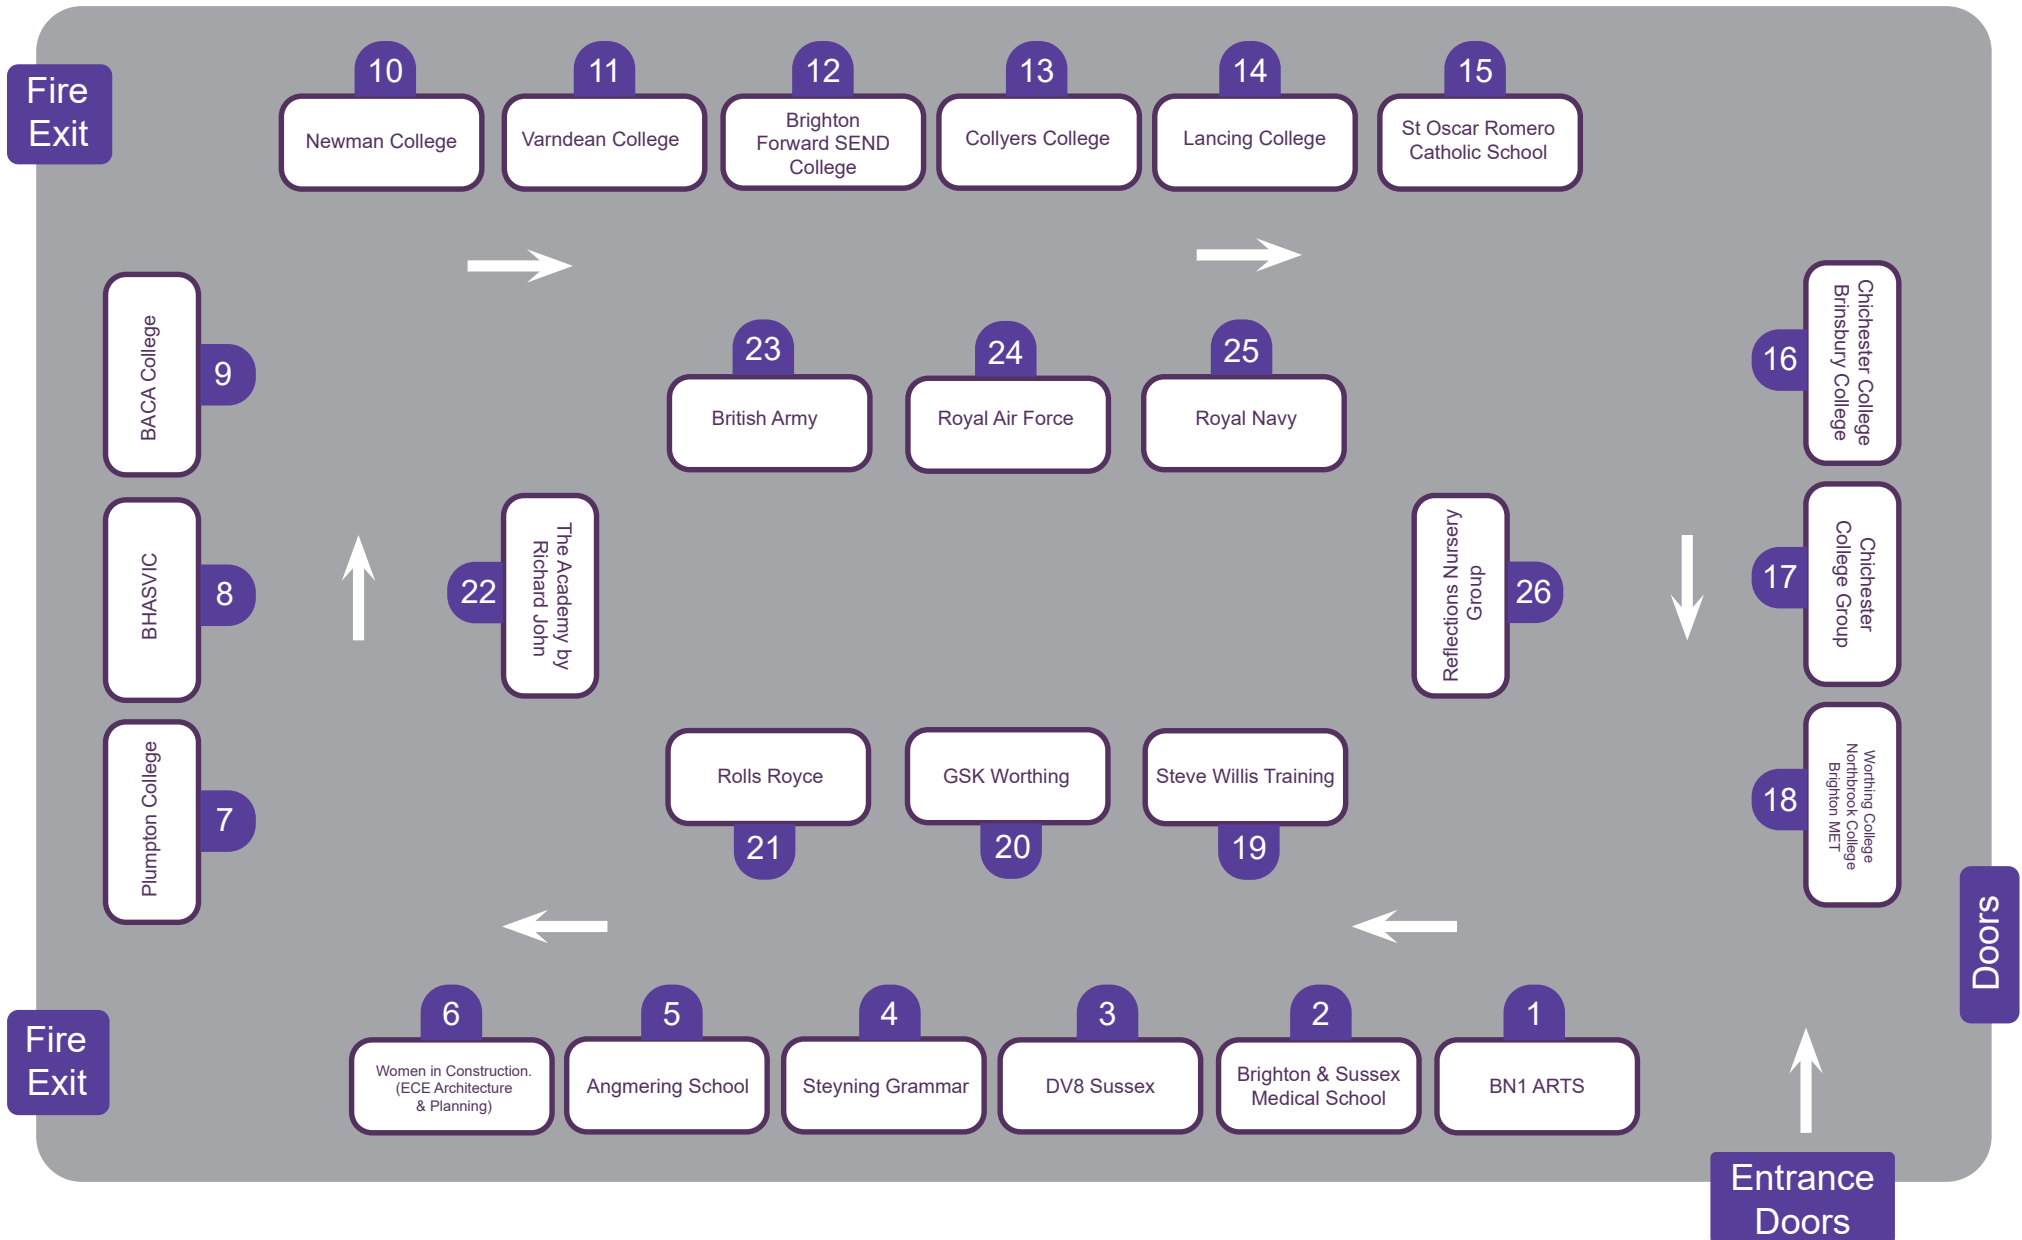 Fire
Exit
10
Newman College
11
Varndean College
12
Brighton
Forward SEND
College
13
Collyers College
14
Lancing College
15
St Oscar Romero
Catholic School
9
BACA College
8
BHASVIC
7
Plumpton College
23
British Army
24
Royal Air Force
25
Royal Navy
22
The Academy by
Richard John
26
Reflections Nursery
Group
21
Rolls Royce
20
GSK Worthing
19
Steve Willis Training
16
Chichester College
Brinsbury College
17
Chichester
College Group
18
Worthing College
Northbrook College
Brighton MET
Doors
Fire
Exit
6
Women in Construction.
(ECE Architecture
& Planning)
5
Angmering School
4
Steyning Grammar
3
DV8 Sussex
2
Brighton & Sussex
Medical School
1
BN1 ARTS
Entrance
Doors